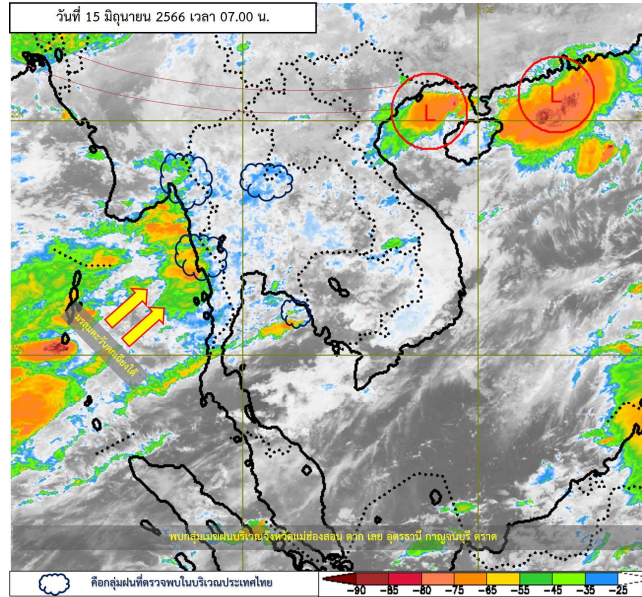 วันที่ 15 มิถุนายน 2566 เวลา 07.00 น.
L
L
มรสุมตะวันตกเฉียงใต้
พบกลุ่มเมฆฝนบริเวณจังหวัดแม่ฮ่องสอน ตาก เลย อุดรธานี กาญจนบุรี ตราด
คือกลุ่มฝนที่ตรวจพบในบริเวณประเทศไทย
-90 -85 -80 -75 -65 -55 -45 -35 -25